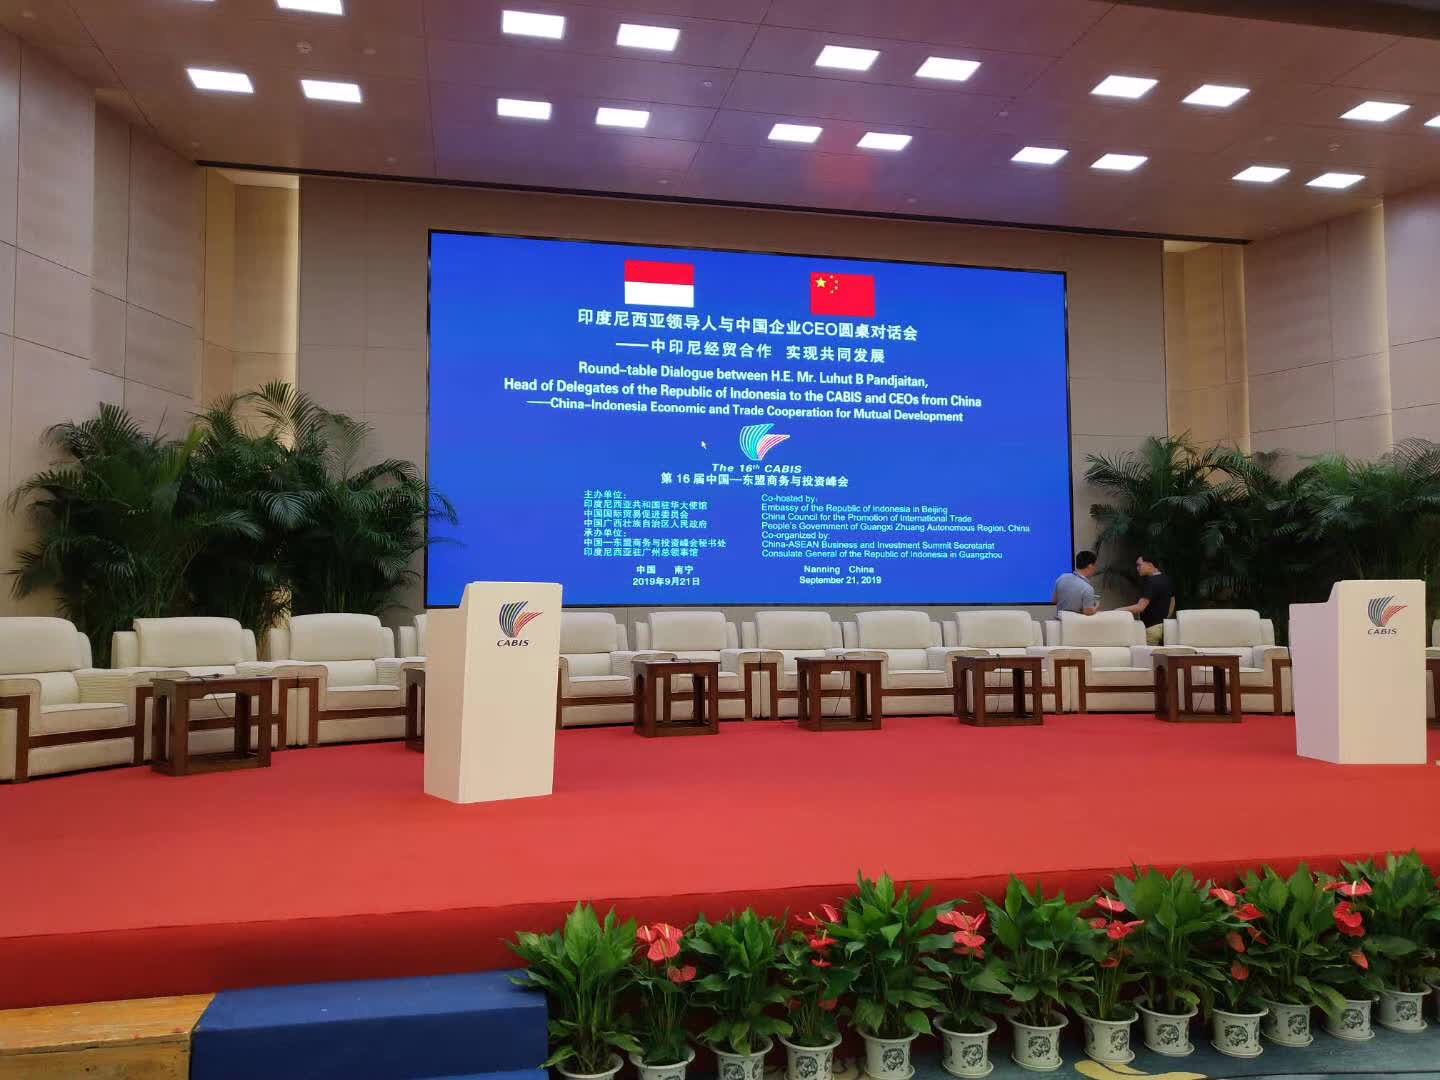 印度尼西亚领导人与中国企业CEO圆桌对话会
——中印尼经贸合作 实现共同发展
Round-table Dialogue between H.E. Mr. Luhut B Pandjaitan,
Head of Delegates of the Republic of Indonesia to the CABIS and CEOs from China
——China-Indonesia Economic and Trade Cooperation for Mutual Development
The 16th CABIS
第16届中国—东盟商务与投资峰会
主办单位:
印度尼西亚共和国驻华大使馆
中国国际贸易促进委员会
中国广西壮族自治区人民政府
承办单位:
中国—东盟商务与投资峰会秘书处
印度尼西亚驻广州总领事馆
中国 南宁
2019年9月21日
Co-hosted by:
Embassy of the Republic of Indonesia in Beijing
China Council for the Promotion of International Trade
People's Government of Guangxi Zhuang Autonomous Region, China
Co-organized by:
China-ASEAN Business and Investment Summit Secretariat
Consulate General of the Republic of Indonesia in Guangzhou
Nanning China
September 21, 2019
CABIS
CABIS